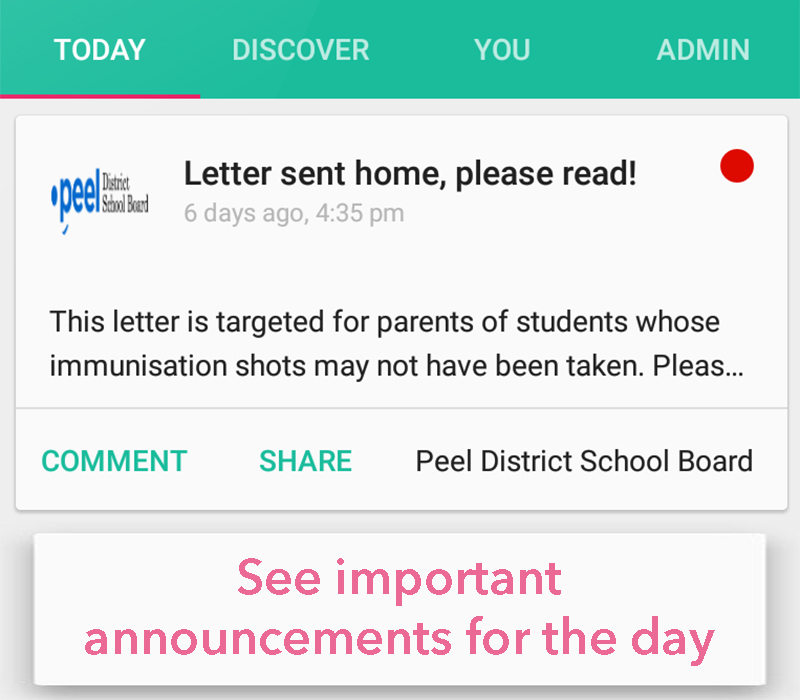 TODAY DISCOVER YOU ADMIN
peel District
School Board
Letter sent home, please read!
6 days ago, 4:35 pm
This letter is targeted for parents of students whose
immunisation shots may not have been taken. Pleas...
COMMENT SHARE Peel District School Board
See important
announcements for the day